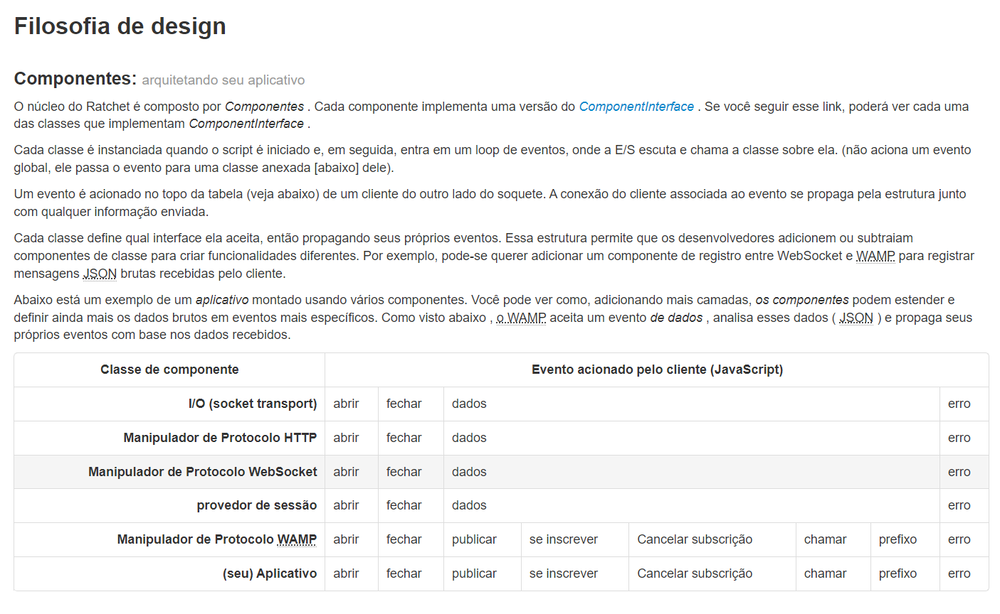 Filosofia de design
Componentes: arquitetando seu aplicativo
O núcleo do Ratchet é composto por Componentes . Cada componente implementa uma versão do ComponentInterface . Se você seguir esse link, poderá ver cada uma
das classes que implementam ComponentInterface .
Cada classe é instanciada quando o script é iniciado e, em seguida, entra em um loop de eventos, onde a E/S escuta e chama a classe sobre ela. (não aciona um evento
global, ele passa o evento para uma classe anexada [abaixo] dele).
Um evento é acionado no topo da tabela (veja abaixo) de um cliente do outro lado do soquete. A conexão do cliente associada ao evento se propaga pela estrutura junto
com qualquer informação enviada.
Cada classe define qual interface ela aceita, então propagando seus próprios eventos. Essa estrutura permite que os desenvolvedores adicionem ou subtraiam
componentes de classe para criar funcionalidades diferentes. Por exemplo, pode-se querer adicionar um componente de registro entre WebSocket e WAMP para registrar
mensagens JSON brutas recebidas pelo cliente.
Abaixo está um exemplo de um aplicativo montado usando vários componentes. Você pode ver como, adicionando mais camadas, os componentes podem estender e
definir ainda mais os dados brutos em eventos mais específicos. Como visto abaixo , o WAMP aceita um evento de dados , analisa esses dados ( JSON ) e propaga seus
próprios eventos com base nos dados recebidos.
Classe de componente Evento acionado pelo cliente (JavaScript)
I/O (socket transport) abrir fechar dados erro
Manipulador de Protocolo HTTP abrir fechar dados erro
Manipulador de Protocolo WebSocket abrir fechar dados erro
provedor de sessão abrir fechar dados erro
Manipulador de Protocolo WAMP abrir fechar publicar se inscrever Cancelar subscrição chamar prefixo erro
(seu) Aplicativo abrir fechar publicar se inscrever Cancelar subscrição chamar prefixo erro